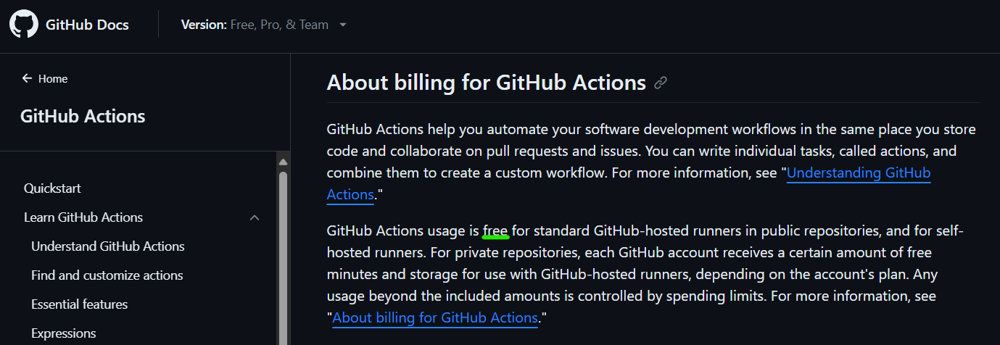 GitHub Docs
Version: Free, Pro, & Team
Home
GitHub Actions
Quickstart
Learn GitHub Actions
Understand GitHub Actions
Find and customize actions
Essential features
Expressions
About billing for GitHub Actions
GitHub Actions help you automate your software development workflows in the same place you store
code and collaborate on pull requests and issues. You can write individual tasks, called actions, and
combine them to create a custom workflow. For more information, see "Understanding GitHub
Actions."
GitHub Actions usage is free for standard GitHub-hosted runners in public repositories, and for self-
hosted runners. For private repositories, each GitHub account receives a certain amount of free
minutes and storage for use with GitHub-hosted runners, depending on the account's plan. Any
usage beyond the included amounts is controlled by spending limits. For more information, see
"About billing for GitHub Actions."